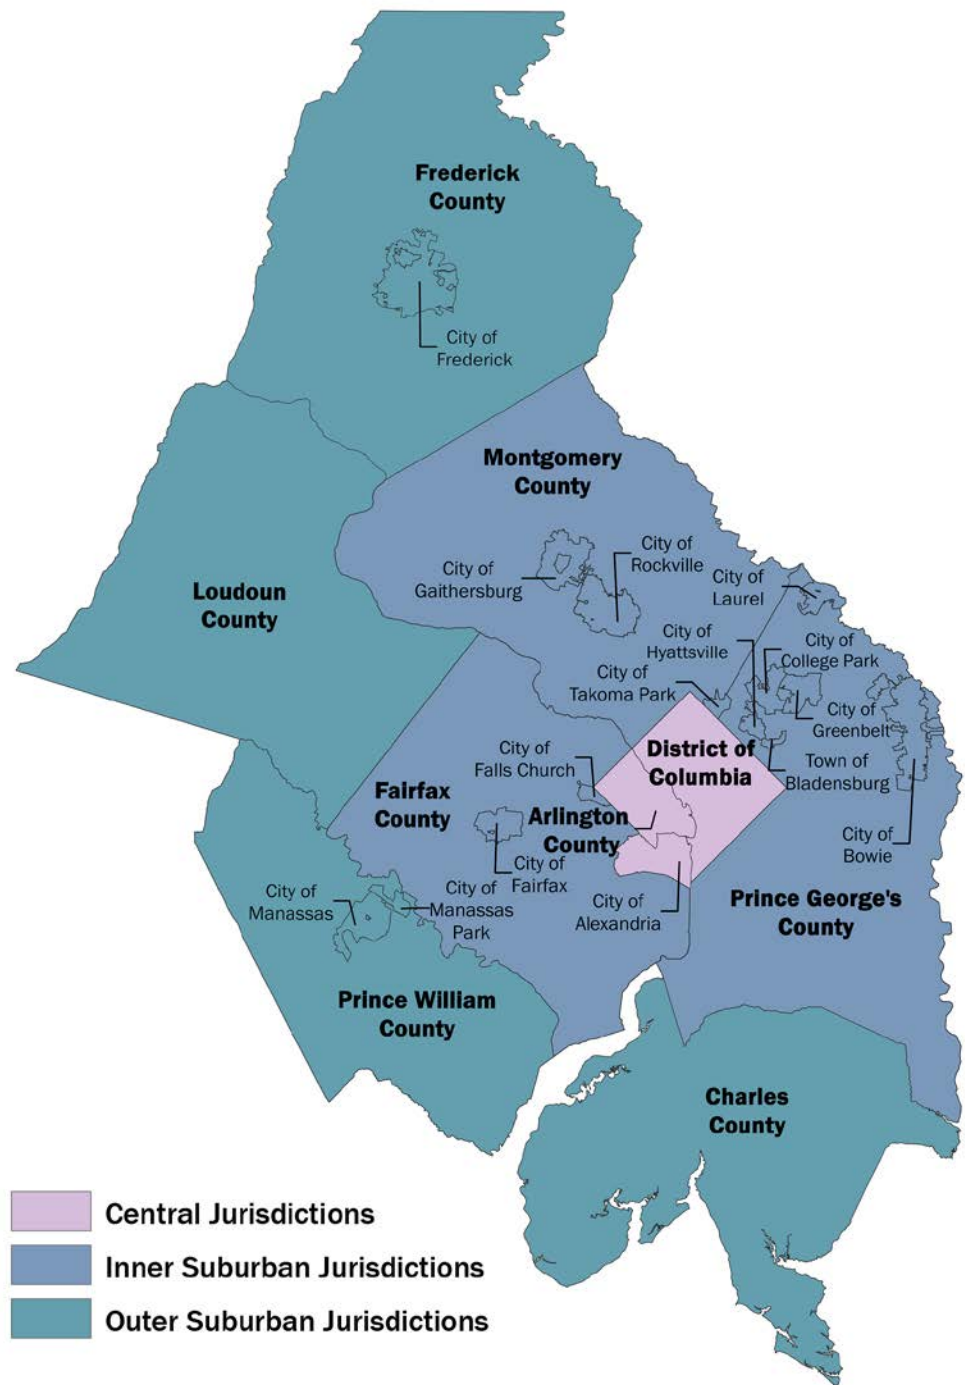 Frederick
County
City of
Frederick
Montgomery
County
City of
Rockville
City of
Gaithersburg
City of
Laurel
Loudoun
County
City of
Hyattsville
City of
College Park
City of
Takoma Park
City of
Greenbelt
District of
Columbia
City of
Falls Church
Town of
Bladensburg
Fairfax
County
Arlington
County
City of
Bowie
City of
Fairfax
City of
Manassas
City of
Manassas
Park
City of
Alexandria
Prince George's
County
Prince William
County
Charles
County
Central Jurisdictions
Inner Suburban Jurisdictions
Outer Suburban Jurisdictions